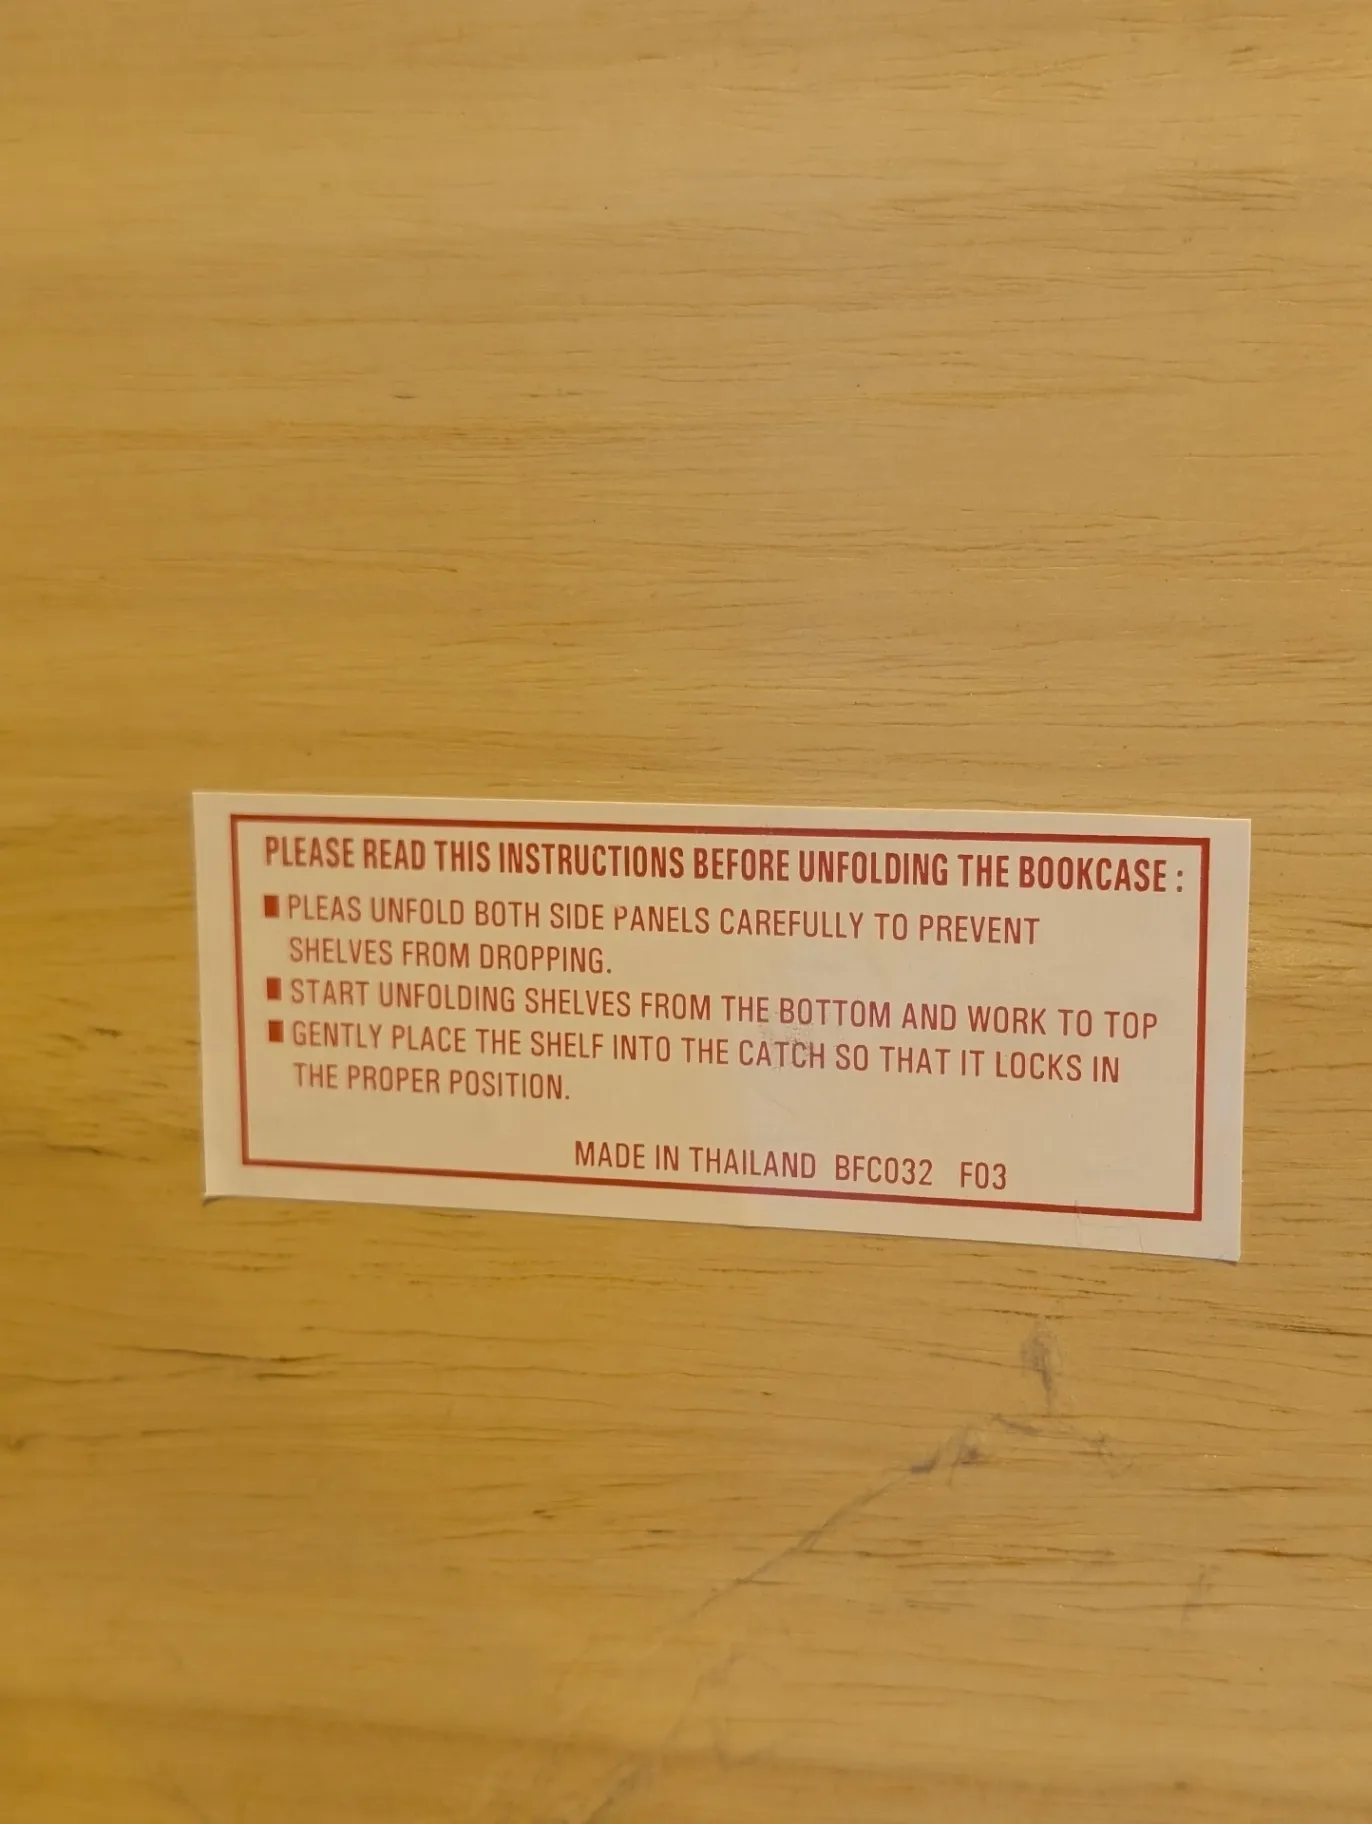 PLEASE READ THIS INSTRUCTIONS BEFORE UNFOLDING THE BOOKCASE :
■ PLEAS UNFOLD BOTH SIDE PANELS CAREFULLY TO PREVENT
SHELVES FROM DROPPING.
■ START UNFOLDING SHELVES FROM THE BOTTOM AND WORK TO TOP
■ GENTLY PLACE THE SHELF INTO THE CATCH SO THAT IT LOCKS IN
THE PROPER POSITION.
MADE IN THAILAND BFC032 F03